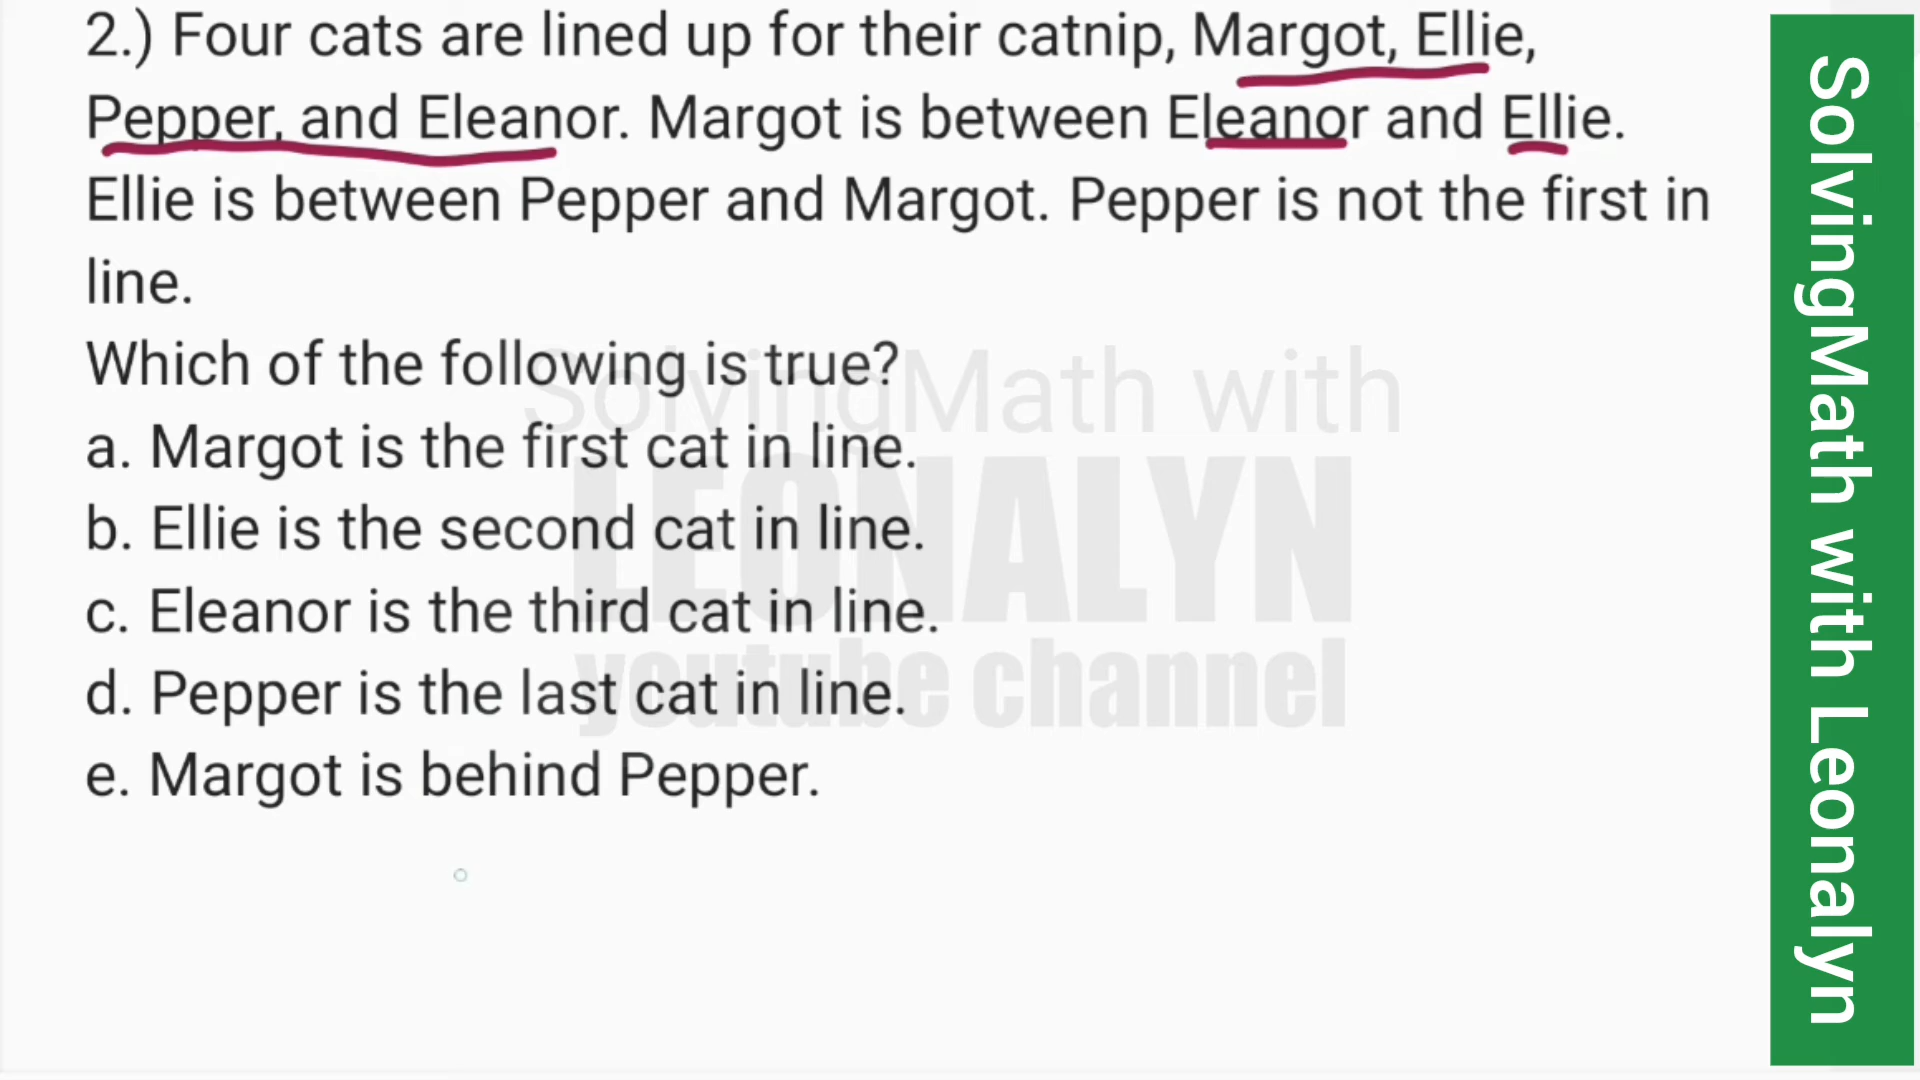 2.) Four cats are lined up for their catnip, Margot, Ellie,
Pepper, and Eleanor. Margot is between Eleanor and Ellie.
Ellie is between Pepper and Margot. Pepper is not the first in
line.
Which of the following is true?
a. Margot is the first cat in line.
b. Ellie is the second cat in line.
c. Eleanor is the third cat in line.
d. Pepper is the last cat in line.
e. Margot is behind Pepper.
SolvingMath with
LEONALYN
youtube channel
SolvingMath with Leonalyn